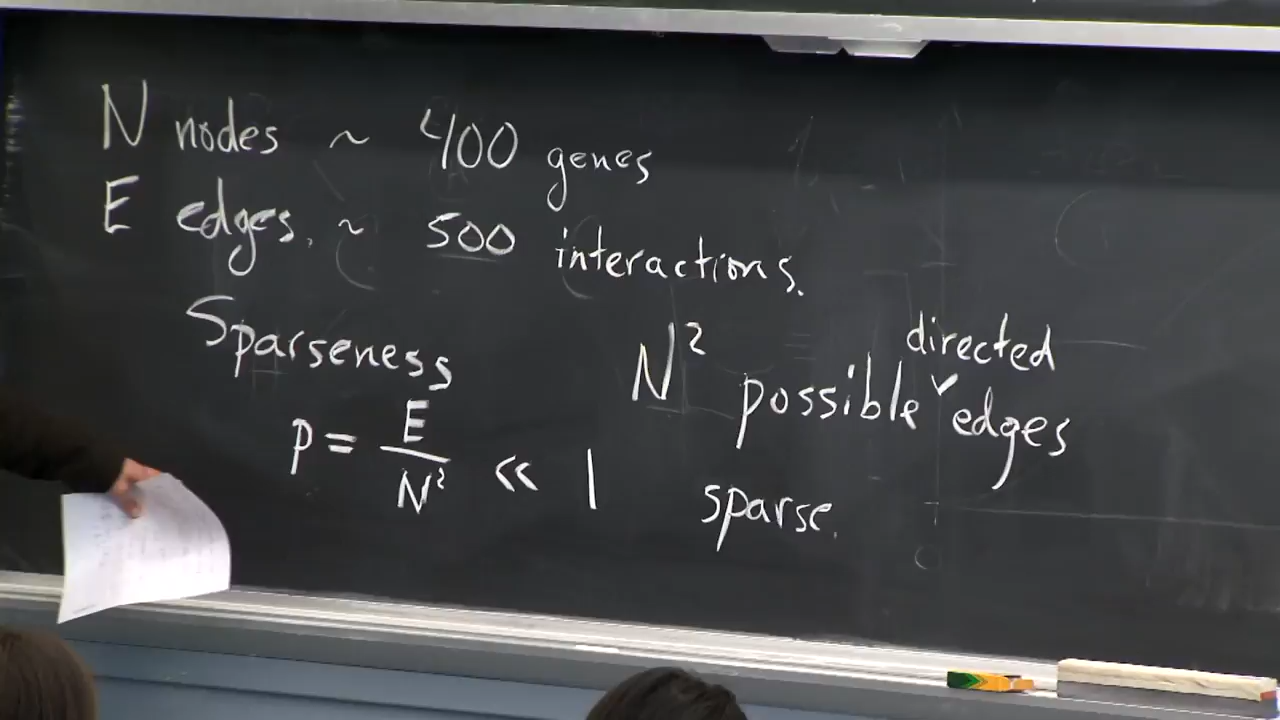 N nodes ~ 400 genes
E edges. ~ 500 interactions.
Sparseness
N² possible ˅ edges
directed
p = E / N² << 1
sparse.